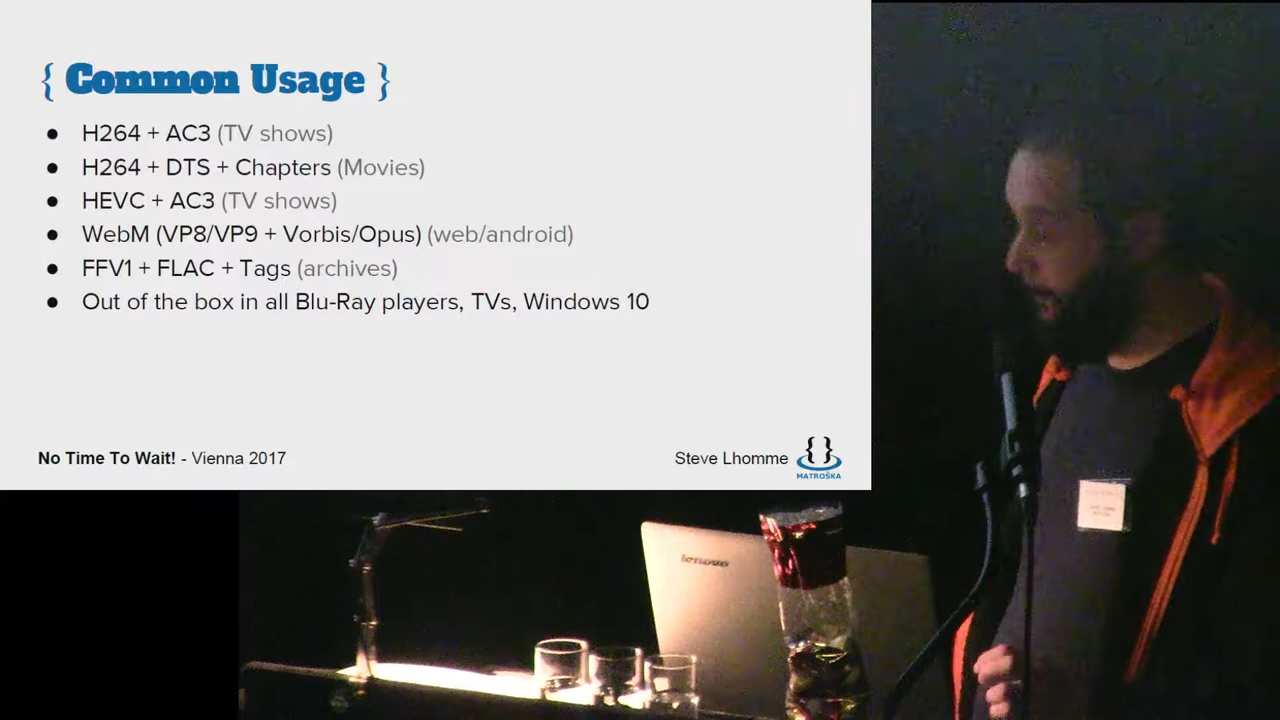 { Common Usage }
● H264 + AC3 (TV shows)
● H264 + DTS + Chapters (Movies)
● HEVC + AC3 (TV shows)
● WebM (VP8/VP9 + Vorbis/Opus) (web/android)
● FFV1 + FLAC + Tags (archives)
● Out of the box in all Blu-Ray players, TVs, Windows 10
No Time To Wait! - Vienna 2017
Steve Lhomme
{}
MATROŠKA
lenovo